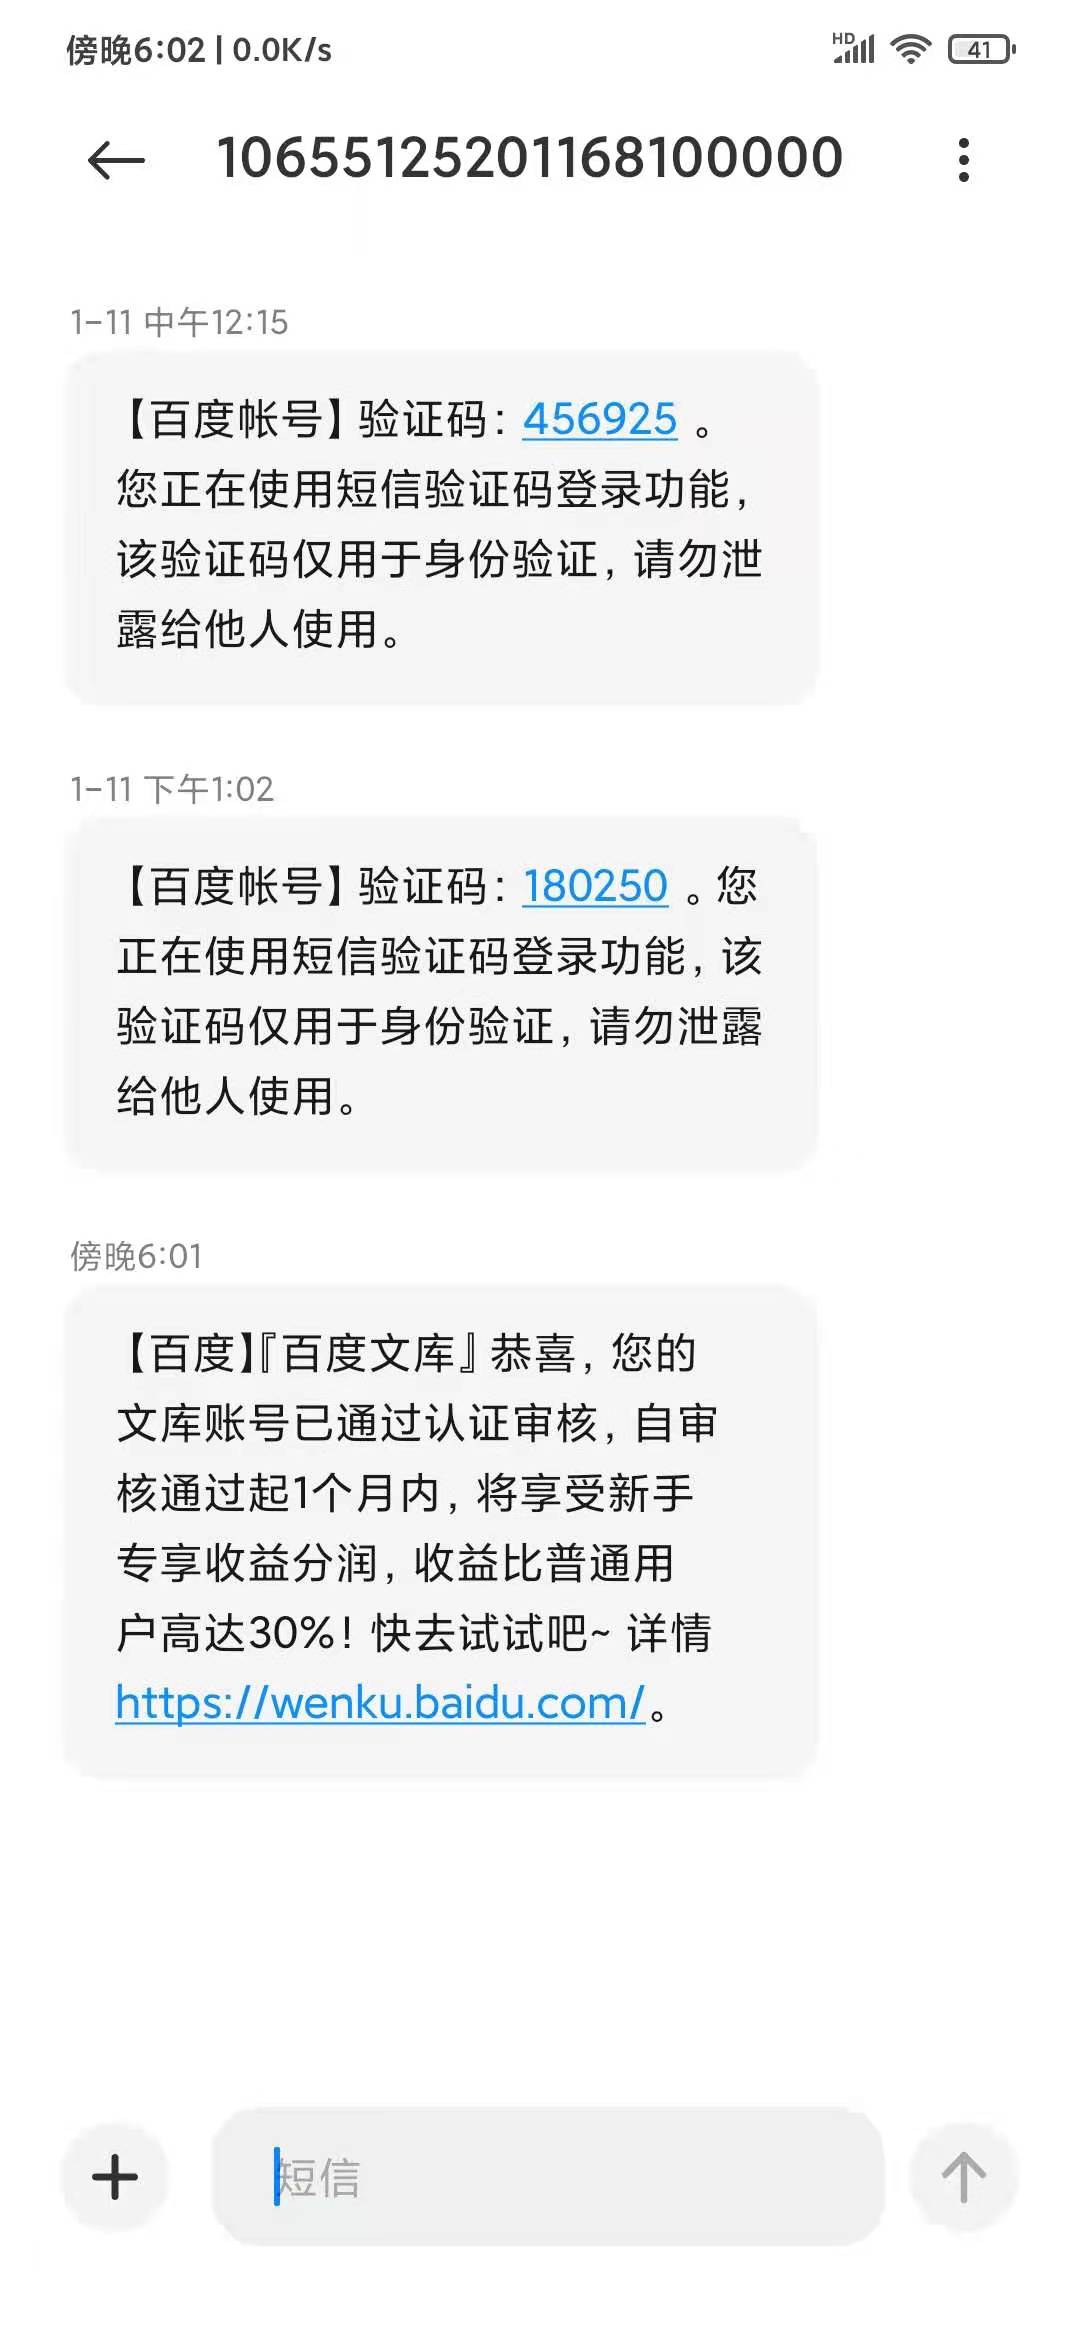 傍晚6:02 | 0.0K/s HD 41
10655125201168100000
1-11 中午12:15
【百度帐号】验证码：456925 。
您正在使用短信验证码登录功能，
该验证码仅用于身份验证，请勿泄
露给他人使用。
1-11 下午1:02
【百度帐号】验证码：180250 。您
正在使用短信验证码登录功能，该
验证码仅用于身份验证，请勿泄露
给他人使用。
傍晚6:01
【百度】『百度文库』恭喜，您的
文库账号已通过认证审核，自审
核通过起1个月内，将享受新手
专享收益分润，收益比普通用
户高达30%！快去试试吧~ 详情
https://wenku.baidu.com/。
短信